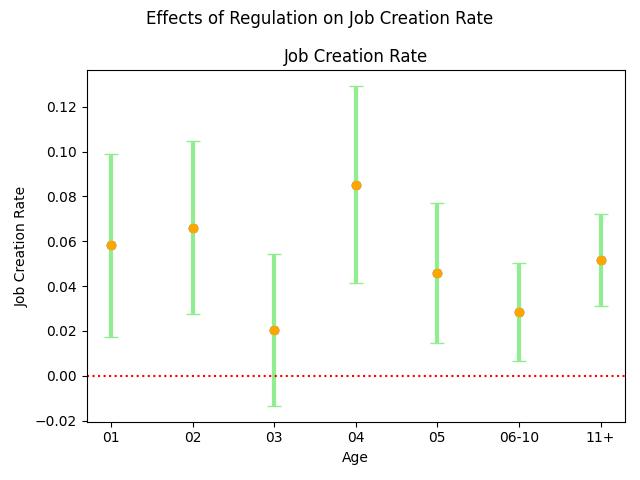 Effects of Regulation on Job Creation Rate
Job Creation Rate
Job Creation Rate
0.12
0.10
0.08
0.06
0.04
0.02
0.00
−0.02
01 02 03 04 05 06-10 11+
Age